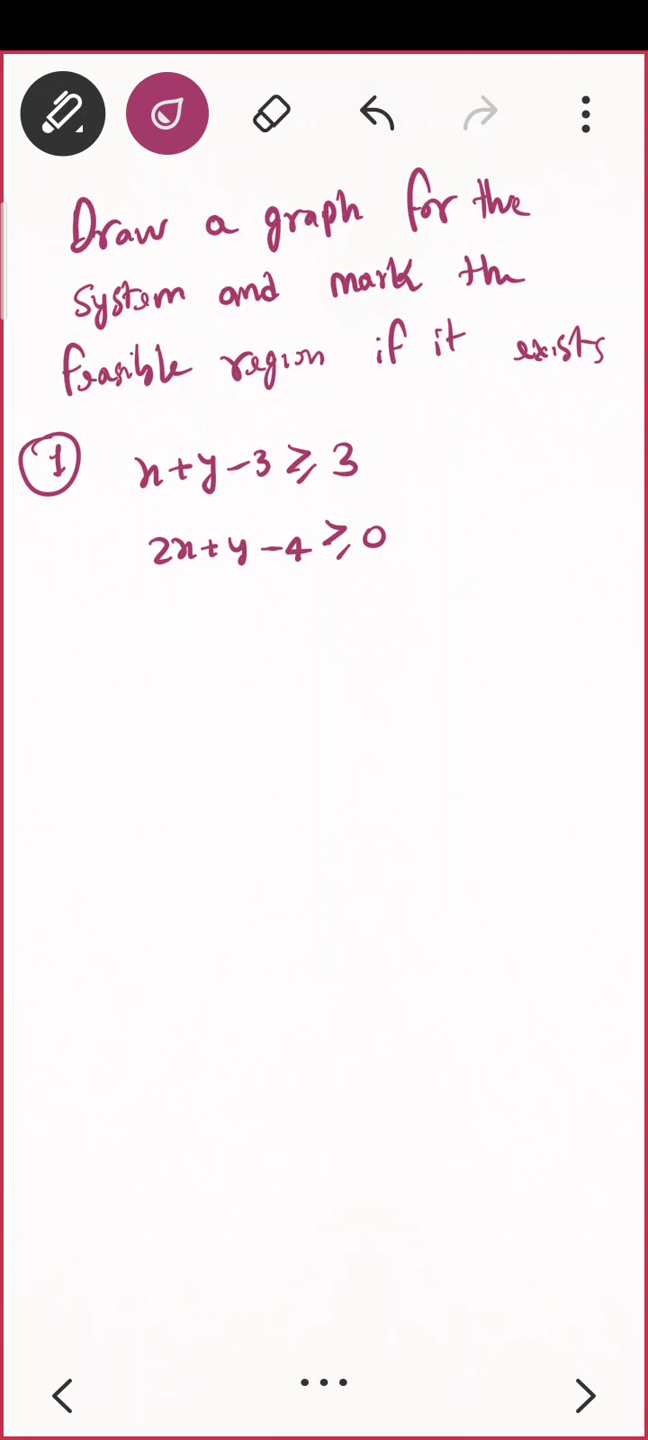 Draw a graph for the
system and mark the
feasible region if it exists
1 x+y-3≥3
2x+y-4≥0